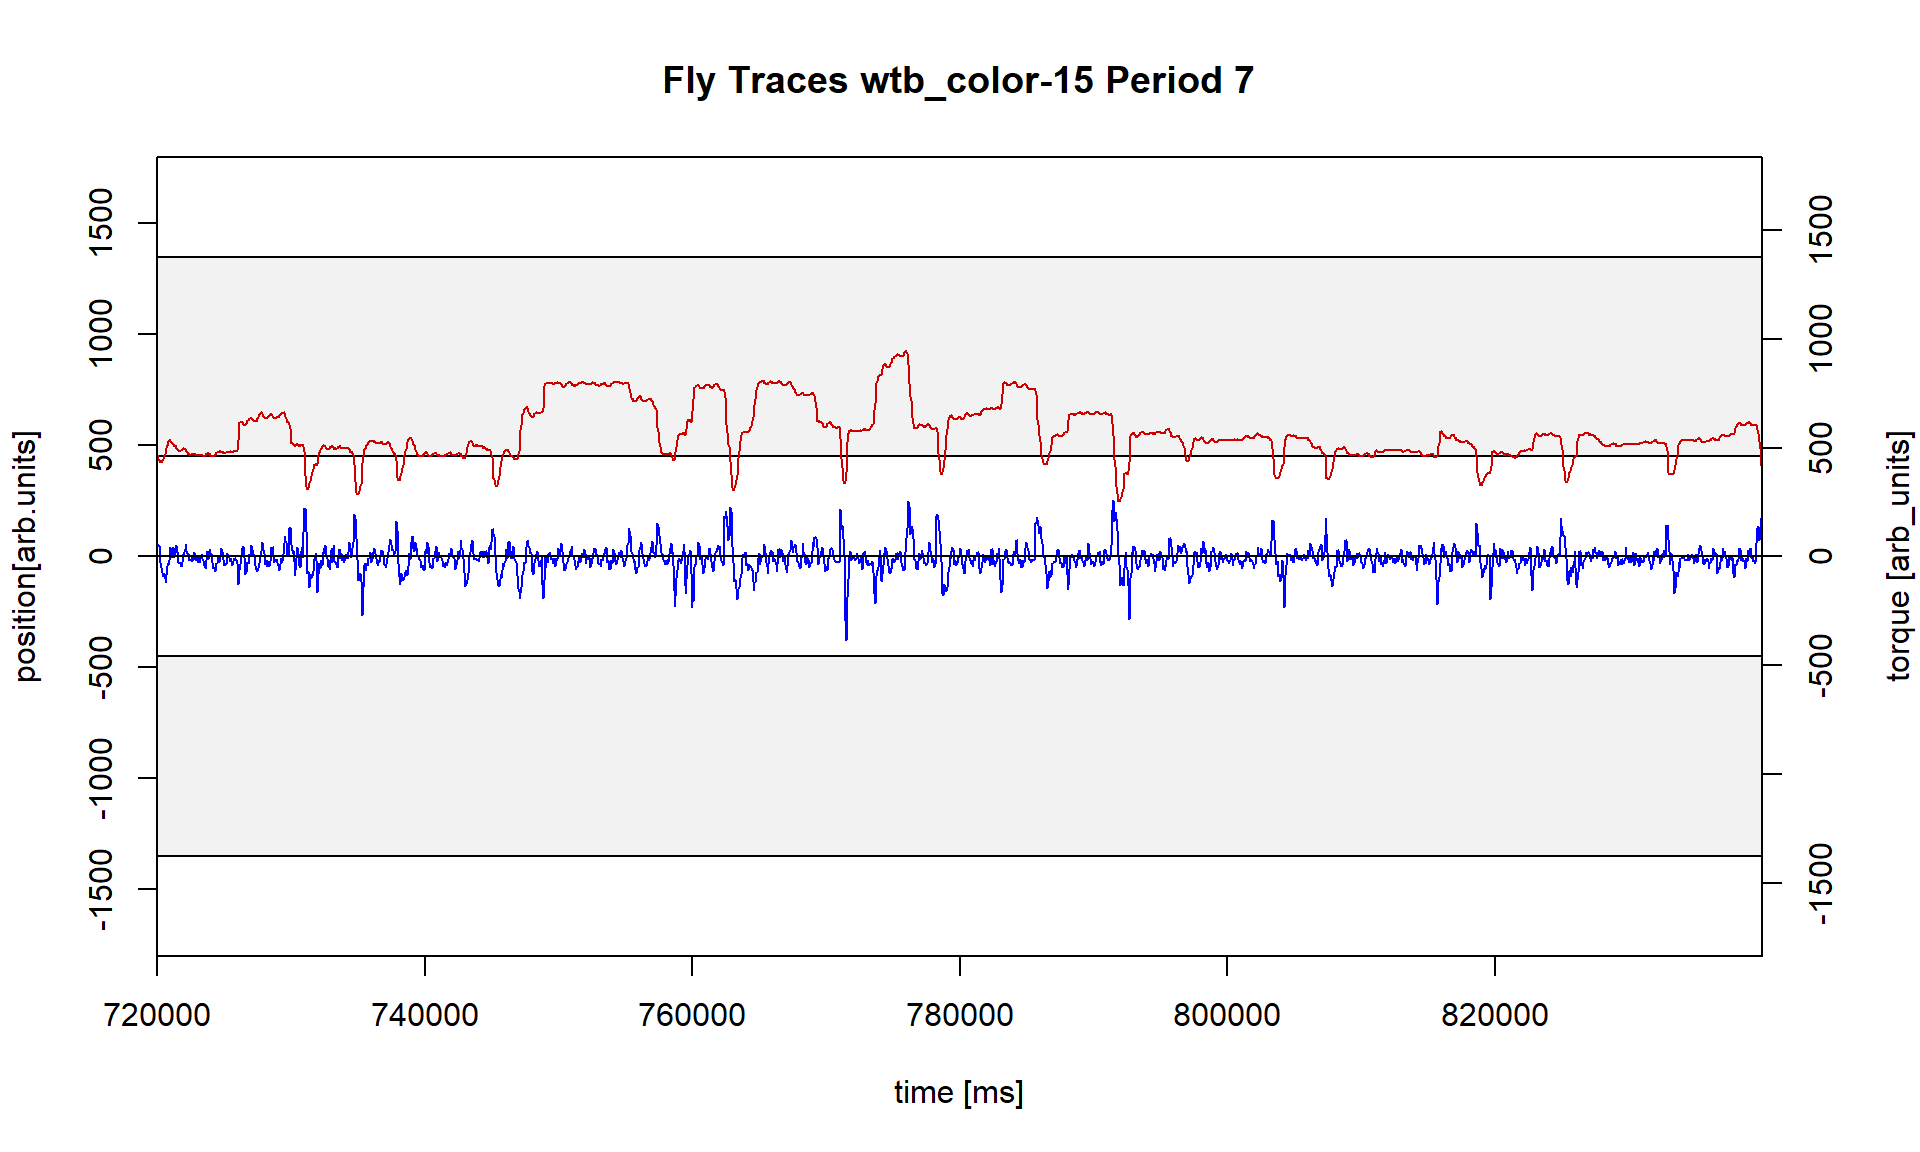 Fly Traces wtb_color-15 Period 7
position[arb.units]
1500
1000
500
0
-500
-1000
-1500
torque [arb_units]
1500
1000
500
0
-500
-1500
720000 740000 760000 780000 800000 820000
time [ms]